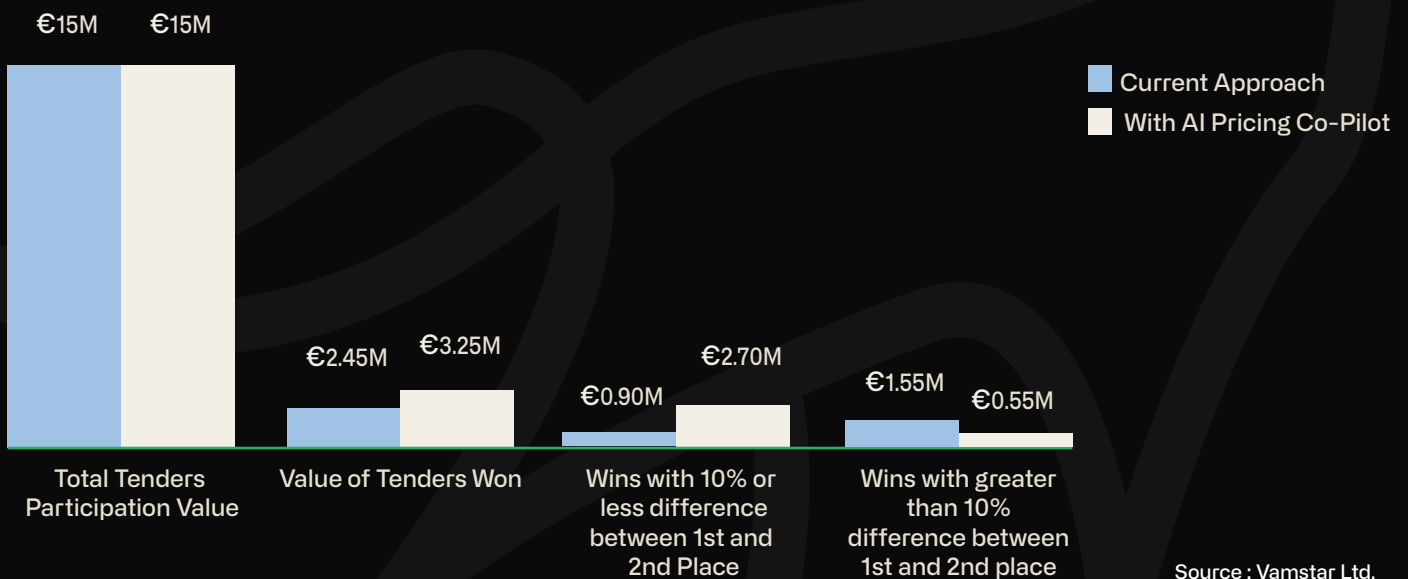 €15M €15M
Current Approach
With AI Pricing Co-Pilot
€2.45M €3.25M €0.90M €2.70M €1.55M €0.55M
Total Tenders
Participation Value
Value of Tenders Won
Wins with 10% or
less difference
between 1st and
2nd Place
Wins with greater
than 10%
difference between
1st and 2nd place
Source : Vamstar Ltd.